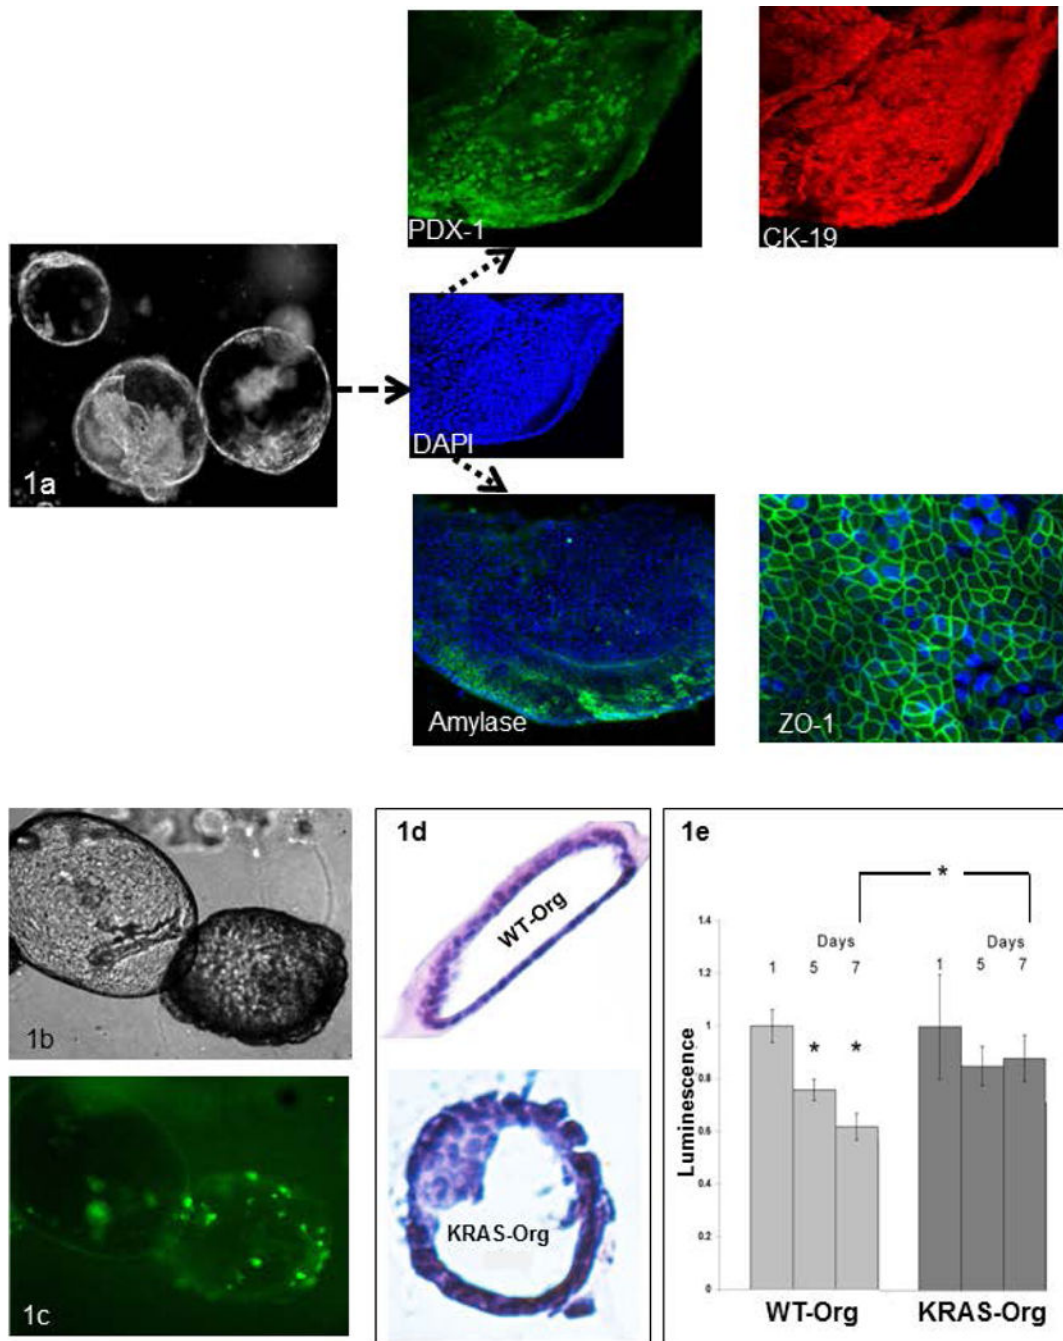 PDX-1
CK-19
1a
DAPI
Amylase
ZO-1
1b
1c
1d
WT-Org
KRAS-Org
1e
*
Days
Days
1 5 7
1 5 7
* *
Luminescence
1.4
1.2
1
0.8
0.6
0.4
0.2
0
WT-Org
KRAS-Org